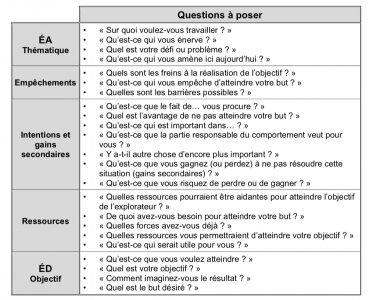 Questions à poser
ÉA
Thématique
• « Sur quoi voulez-vous travailler ? »
• « Qu'est-ce qui vous énerve ? »
• « Quel est votre défi ou problème ? »
• « Qu'est-ce qui vous amène ici aujourd'hui ? »
Empêchements
• « Quels sont les freins à la réalisation de l'objectif ? »
• « Qu'est-ce qui vous empêche d'atteindre votre but ? »
• « Quelles sont les barrières possibles ? »
Intentions et
gains
secondaires
• « Qu'est-ce que le fait de… vous procure ? »
• « Quel est l'avantage de ne pas atteindre votre but ? »
• « Qu'est-ce qui est important dans… ? »
• « Qu'est-ce que la partie responsable du comportement veut pour
vous ? »
• « Y a-t-il autre chose d'encore plus important ? »
• « Qu'est-ce que vous gagnez (ou perdez) à ne pas résoudre cette
situation (gains secondaires) ? »
• « Qu'est-ce que vous risquez de perdre ou de gagner ? »
Ressources
• « Quelles ressources pourraient être aidantes pour atteindre l'objectif
de l'explorateur ? »
• « De quoi avez-vous besoin pour atteindre votre but ? »
• « Quelles forces avez-vous déjà ? »
• « Quelles ressources vous permettraient d'atteindre votre objectif ? »
• « Qu'est-ce qui serait utile pour vous ? »
ÉD
Objectif
• « Qu'est-ce que vous voulez atteindre ? »
• « Quel est votre objectif ? »
• « Comment imaginez-vous le résultat ? »
• « Quel est le but désiré ? »